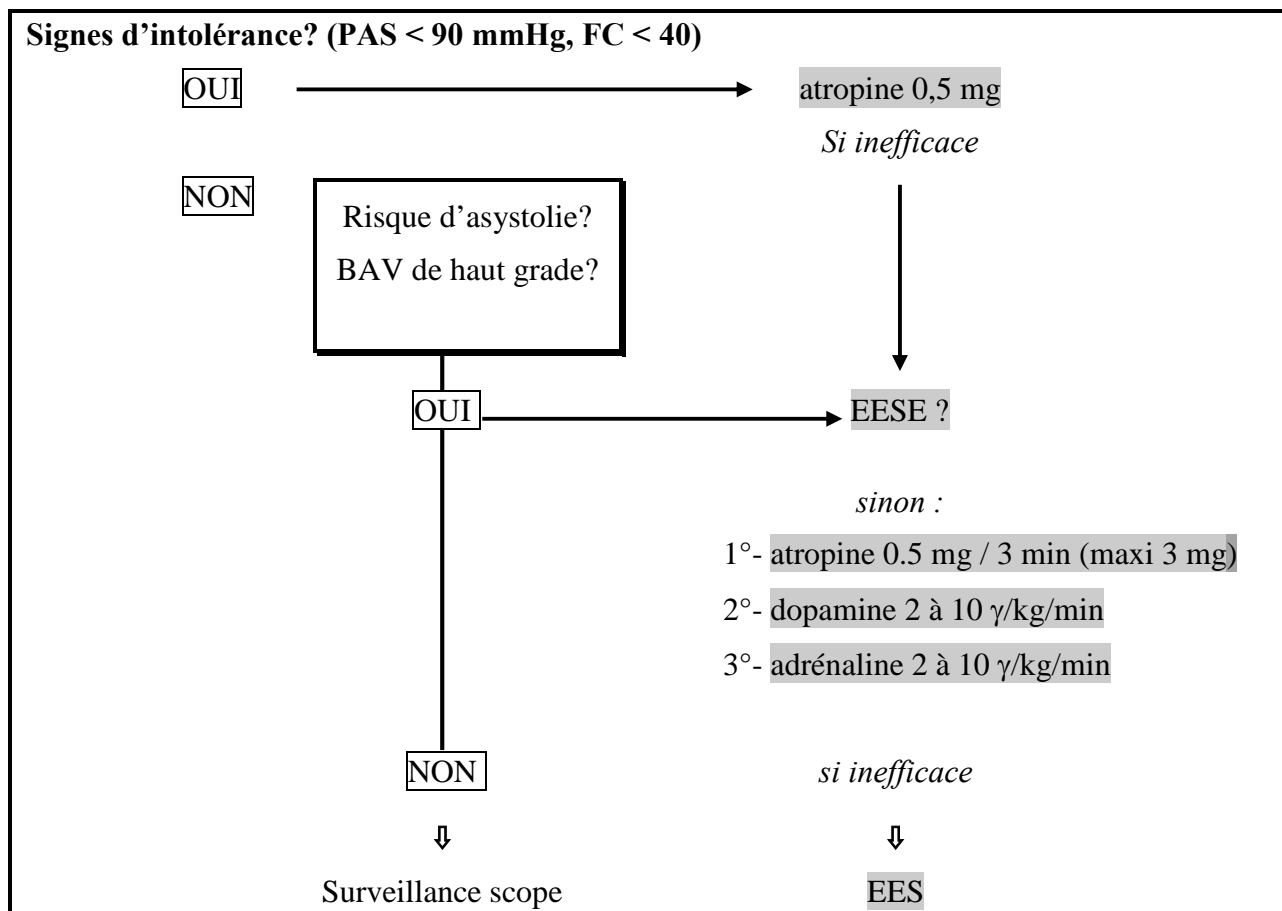 Signes d'intolérance? (PAS < 90 mmHg, FC < 40)
OUI
atropine 0,5 mg
Si inefficace
NON
Risque d'asystolie?
BAV de haut grade?
OUI
EESE ?
sinon :
1°- atropine 0.5 mg / 3 min (maxi 3 mg)
2°- dopamine 2 à 10 γ/kg/min
3°- adrénaline 2 à 10 γ/kg/min
NON
si inefficace
Surveillance scope
EES